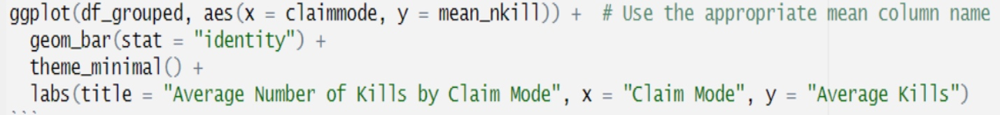 ggplot(df_grouped, aes(x = claimmode, y = mean_nkill)) +  # Use the appropriate mean column name
  geom_bar(stat = "identity") +
  theme_minimal() +
  labs(title = "Average Number of Kills by Claim Mode", x = "Claim Mode", y = "Average Kills")
```